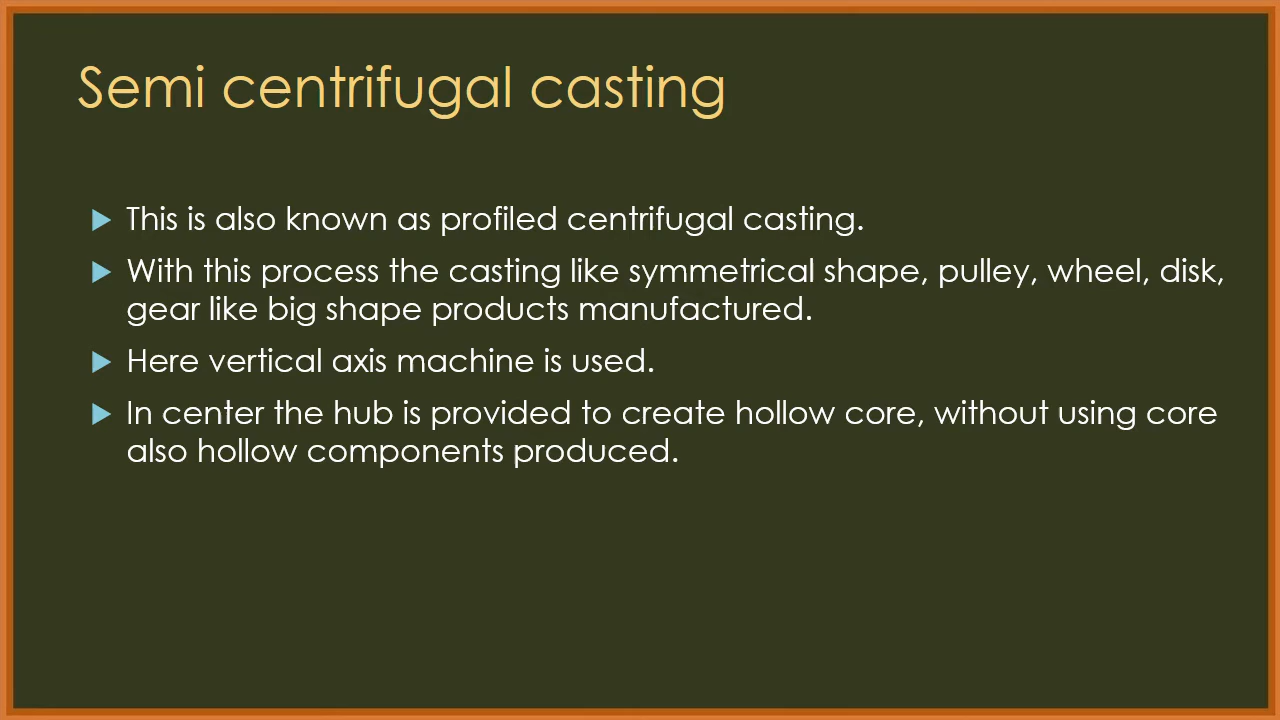 Semi centrifugal casting
This is also known as profiled centrifugal casting.
With this process the casting like symmetrical shape, pulley, wheel, disk,
gear like big shape products manufactured.
Here vertical axis machine is used.
In center the hub is provided to create hollow core, without using core
also hollow components produced.